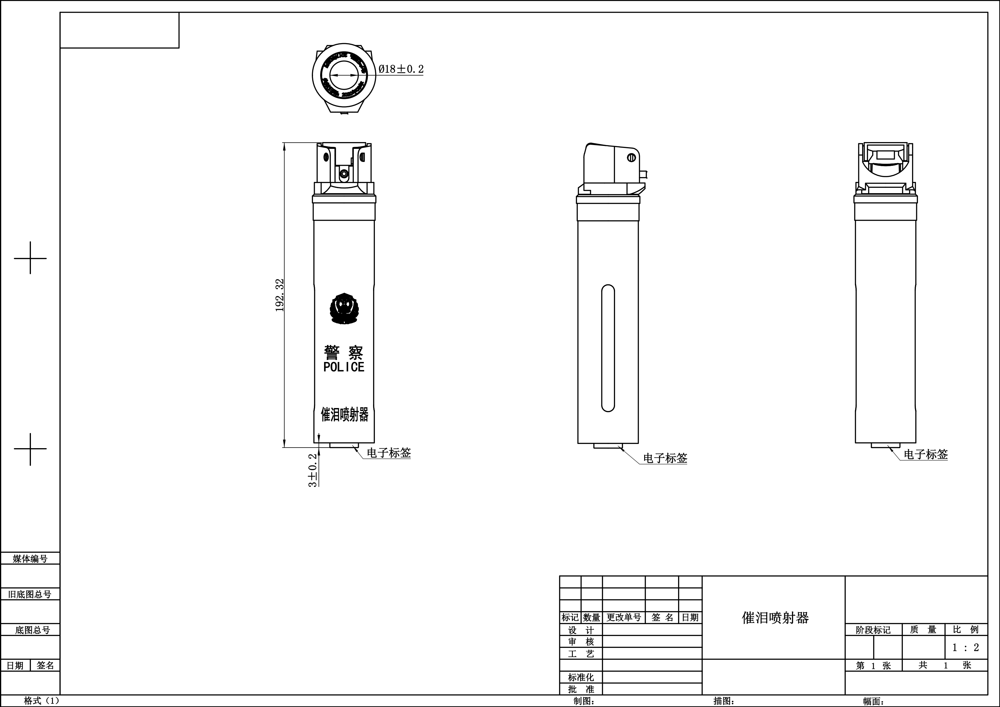 Ø18±0.2
192.32
警 察
POLICE
催泪喷射器
电子标签
电子标签
电子标签
3±0.2
媒体编号
旧底图总号
底图总号
日期 签名
标记 数量 更改单号 签 名 日期
设 计
审 核
工 艺
标准化
批 准
催泪喷射器
阶段标记 质 量 比 例
1 : 2
第 1 张 共 1 张
格式(1) 制图: 描图: 幅面: